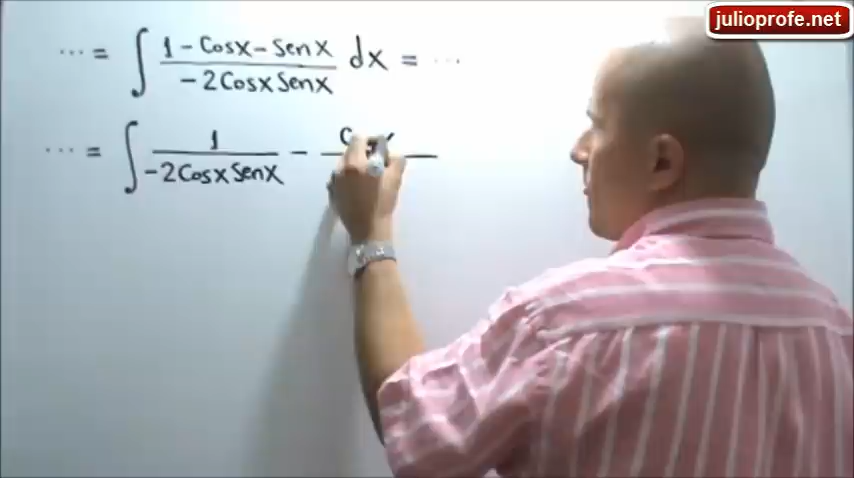 julioprofe.net
... = ∫ (1 - Cosx - Senx)/(-2CosxSenx) dx = ...
... = ∫ 1/(-2CosxSenx) -